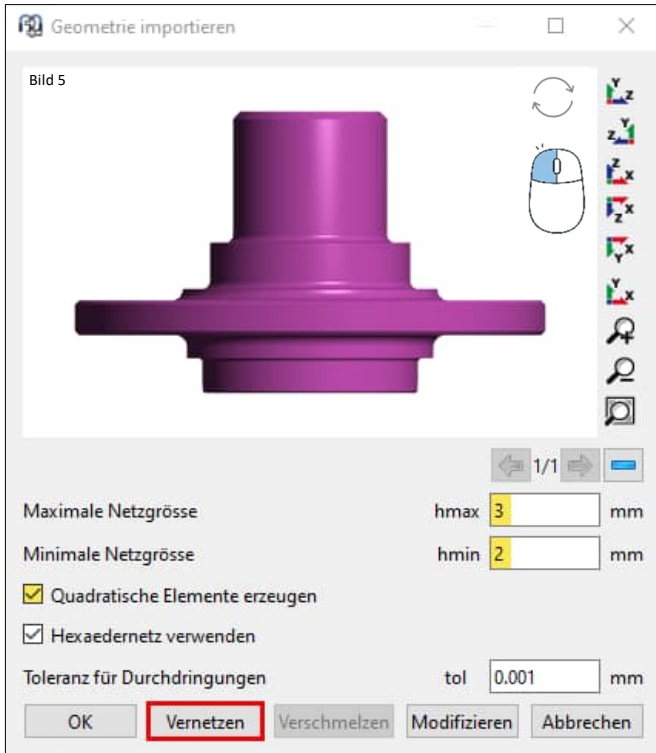 Geometrie importieren
Bild 5
Y
Z
Y
Z
Z
X
X
Z
X
Y
Y
X
1/1
Maximale Netzgrösse hmax 3 mm
Minimale Netzgrösse hmin 2 mm
Quadratische Elemente erzeugen
Hexaedernetz verwenden
Toleranz für Durchdringungen tol 0.001 mm
OK Vernetzen Verschmelzen Modifizieren Abbrechen